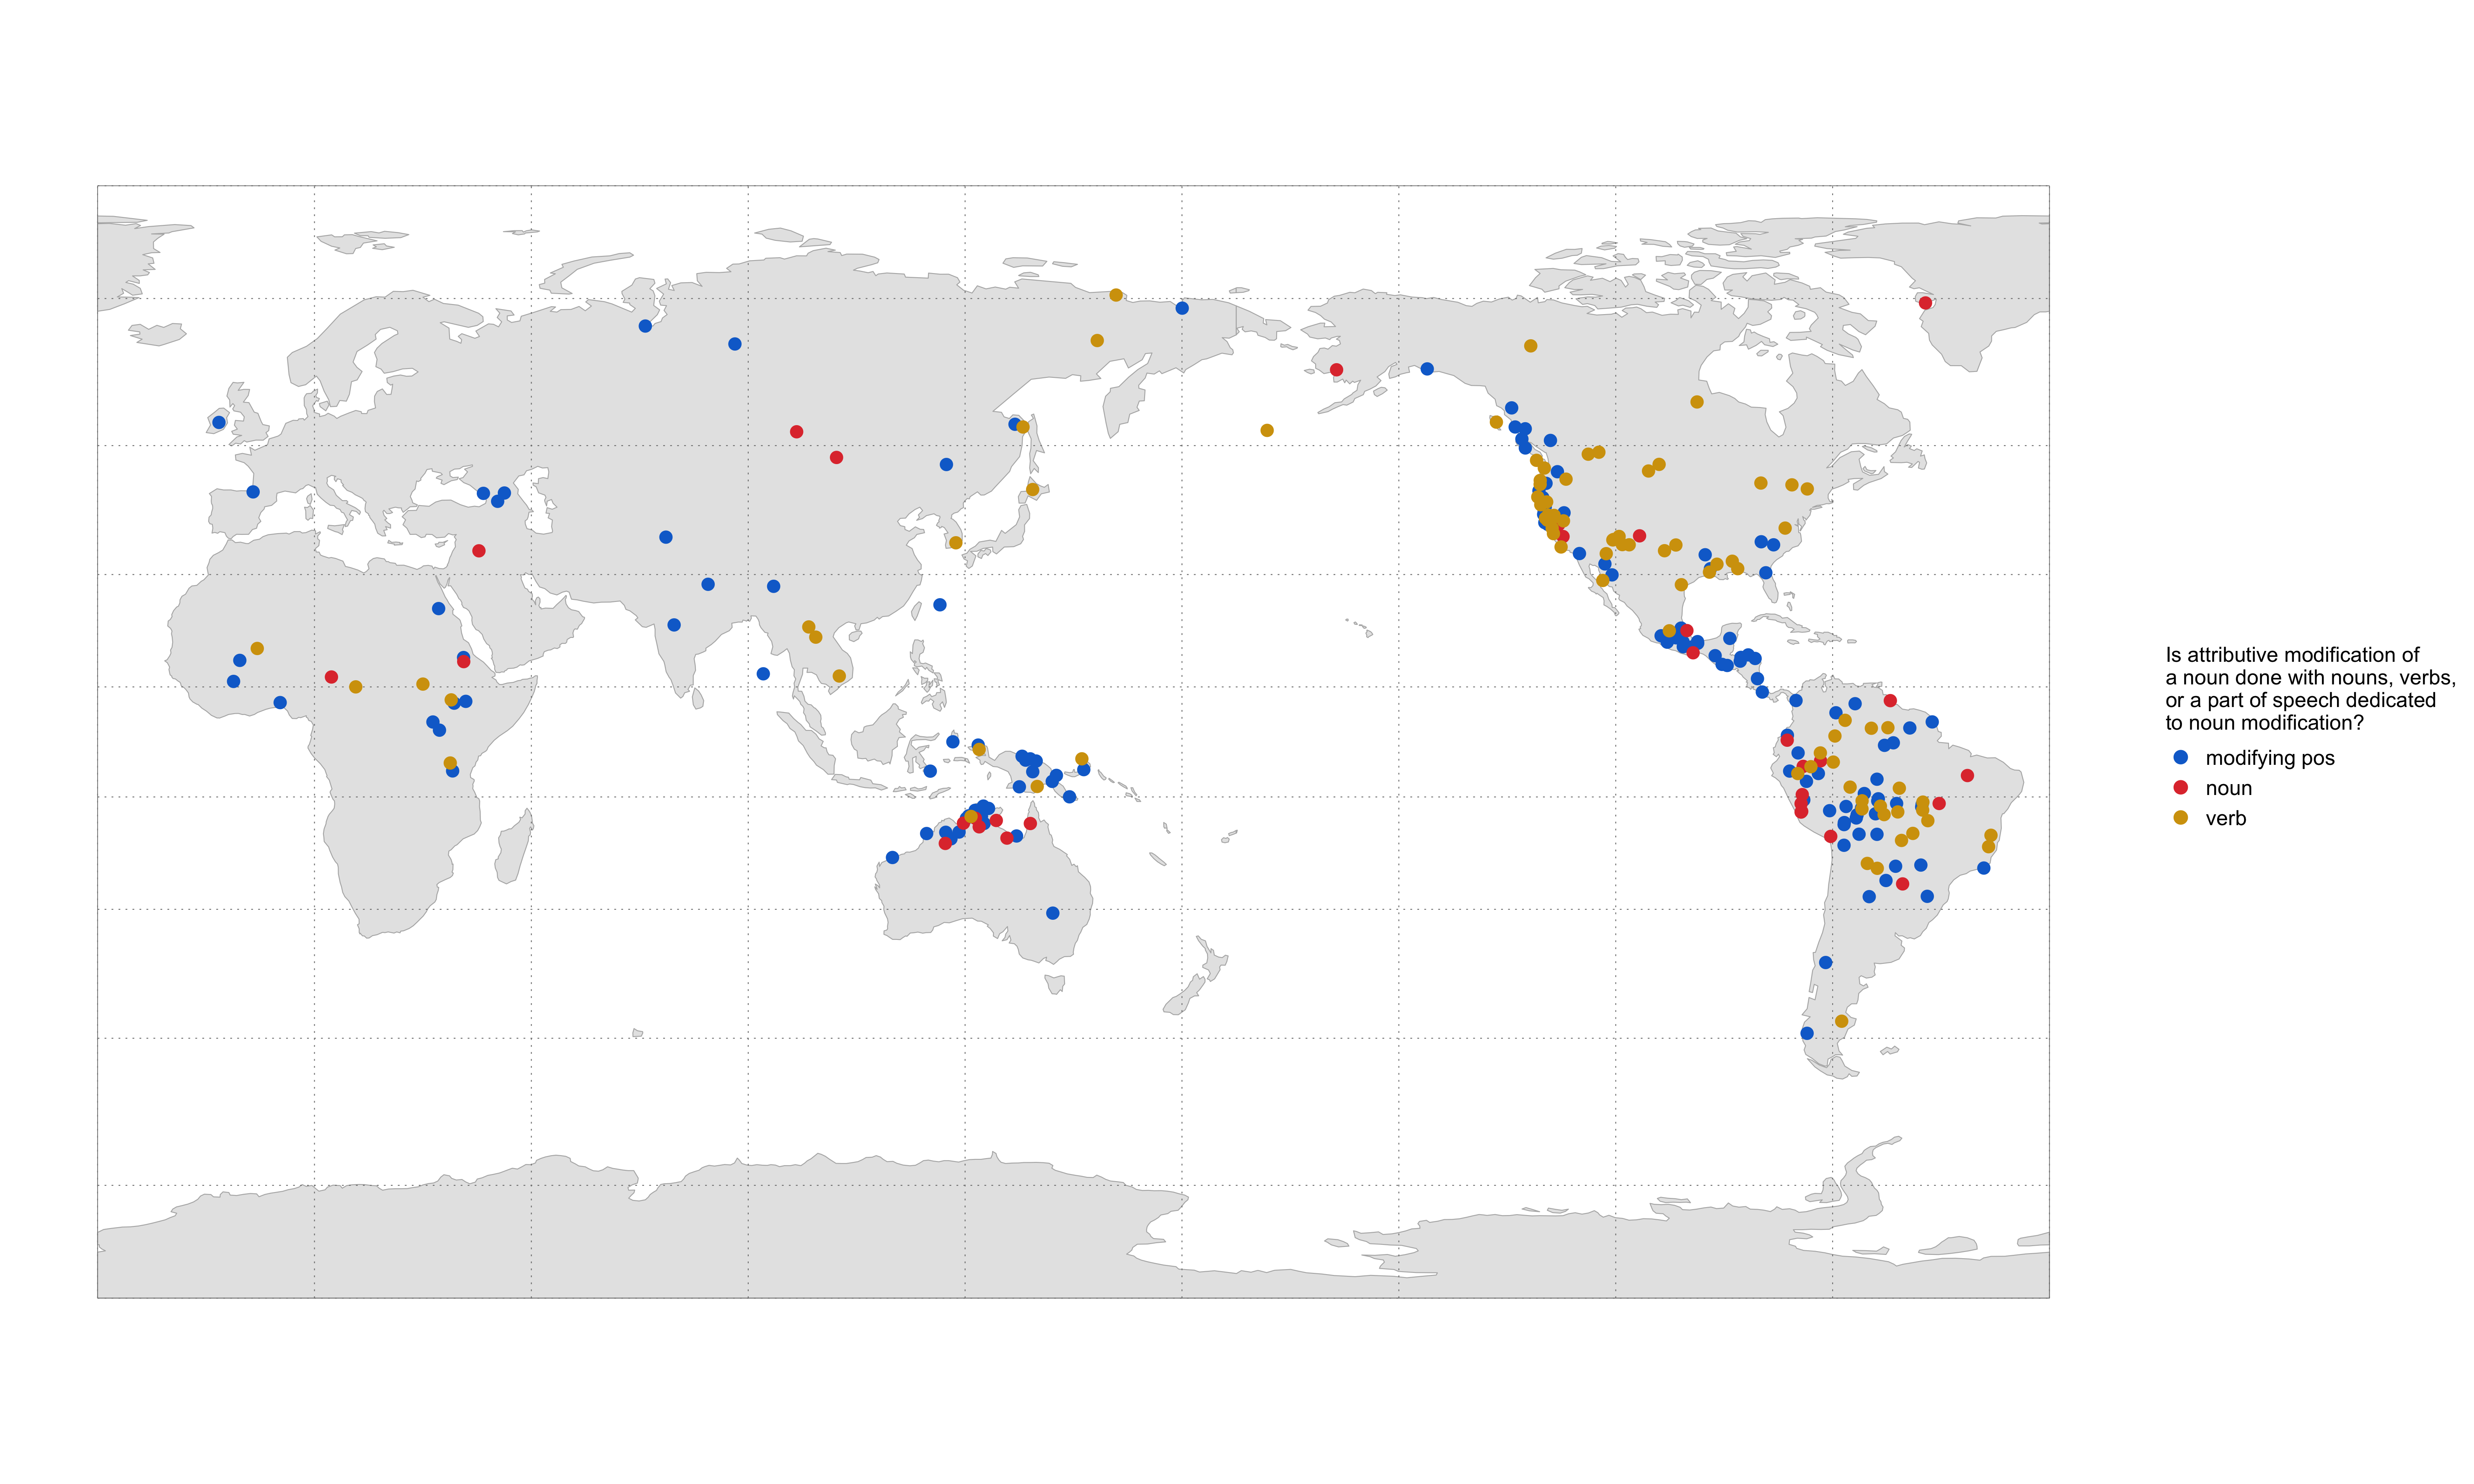 Is attributive modification of
a noun done with nouns, verbs,
or a part of speech dedicated
to noun modification?
modifying pos
noun
verb